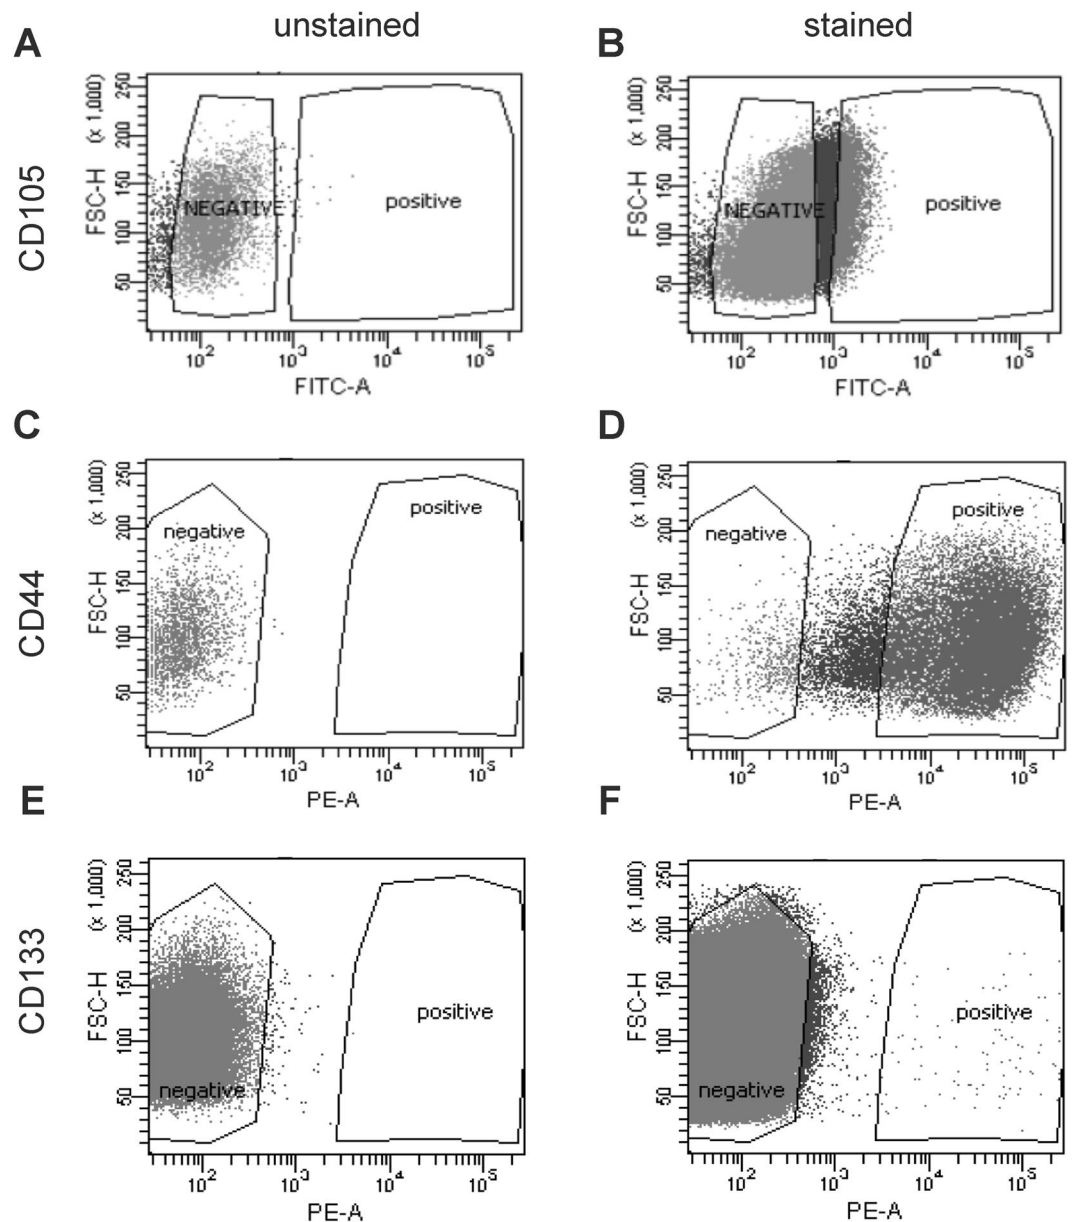 unstained
stained
A
B
CD105
FSC-H (x 1,000)
250
200
150
100
50
NEGATIVE
positive
10²
10³
10⁴
10⁵
FITC-A
FSC-H (x 1,000)
250
200
150
100
50
NEGATIVE
positive
10²
10³
10⁴
10⁵
FITC-A
C
D
CD44
FSC-H (x 1,000)
250
200
150
100
50
negative
positive
10²
10³
10⁴
10⁵
PE-A
FSC-H (x 1,000)
250
200
150
100
50
negative
positive
10²
10³
10⁴
10⁵
PE-A
E
F
CD133
FSC-H (x 1,000)
250
200
150
100
50
negative
positive
10²
10³
10⁴
10⁵
PE-A
FSC-H (x 1,000)
250
200
150
100
50
negative
positive
10²
10³
10⁴
10⁵
PE-A